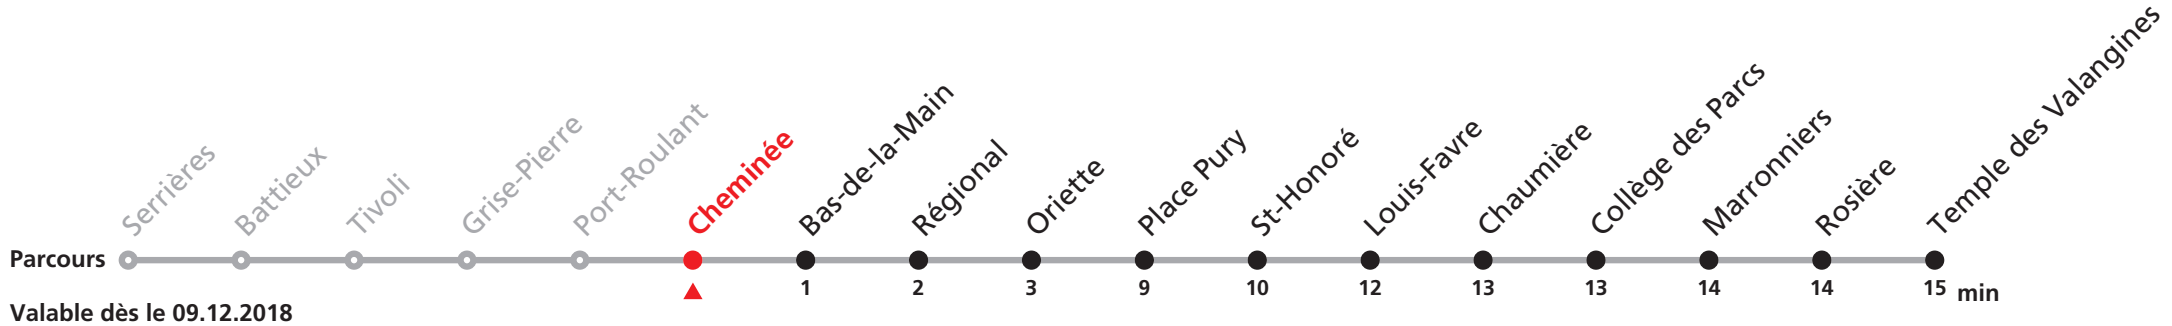 Serrières
Battieux
Tivoli
Grise-Pierre
Port-Roulant
Cheminée
Bas-de-la-Main
Régional
Oriette
Place Pury
St-Honoré
Louis-Favre
Chaumière
Collège des Parcs
Marronniers
Rosière
Temple des Valangines
Parcours
1 2 3 9 10 12 13 13 14 14 15 min
Valable dès le 09.12.2018